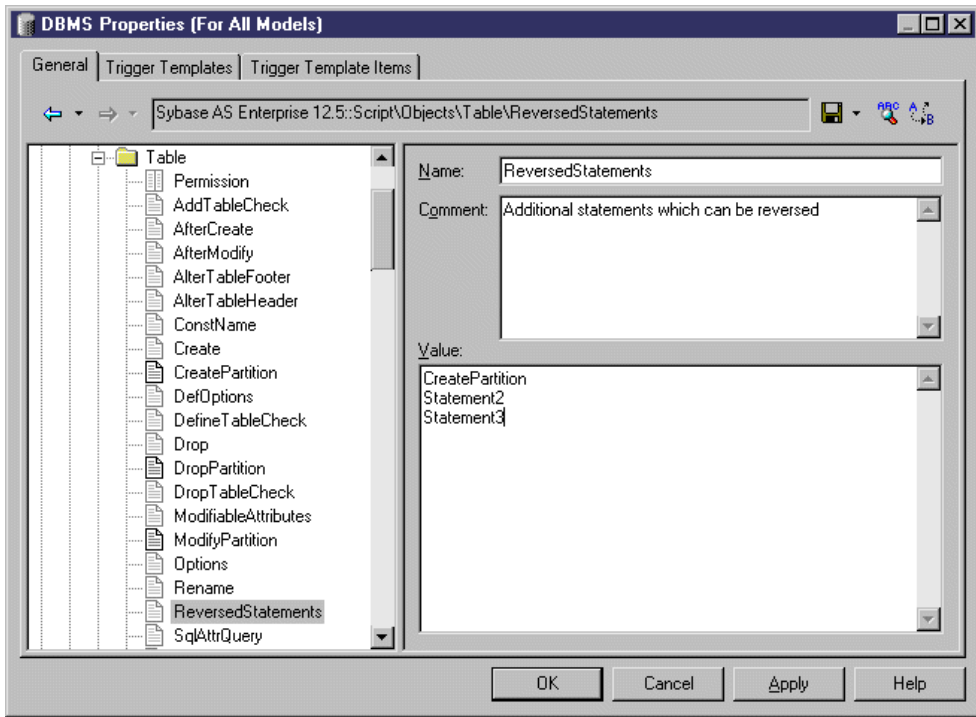 DBMS Properties (For All Models)
General Trigger Templates Trigger Template Items
Sybase AS Enterprise 12.5::Script\Objects\Table\ReversedStatements
ABC A B
Table
Permission
AddTableCheck
AfterCreate
AfterModify
AlterTableFooter
AlterTableHeader
ConstName
Create
CreatePartition
DefOptions
DefineTableCheck
Drop
DropPartition
DropTableCheck
ModifiableAttributes
ModifyPartition
Options
Rename
ReversedStatements
SqlAttrQuery
Name: ReversedStatements
Comment: Additional statements which can be reversed
Value:
CreatePartition
Statement2
Statement3
OK Cancel Apply Help